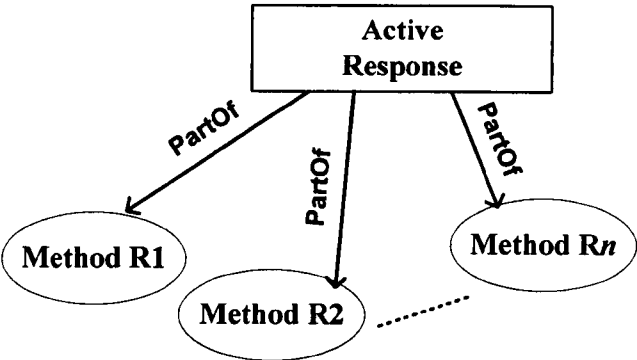 Active
Response
PartOf
PartOf
PartOf
Method R1
Method R2
Method Rn